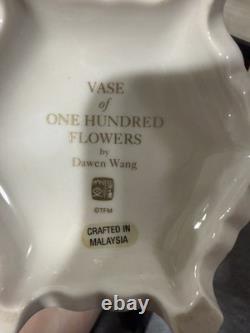 VASE
of
ONE HUNDRED
FLOWERS
by
Dawen Wang
©TFM
CRAFTED IN
MALAYSIA